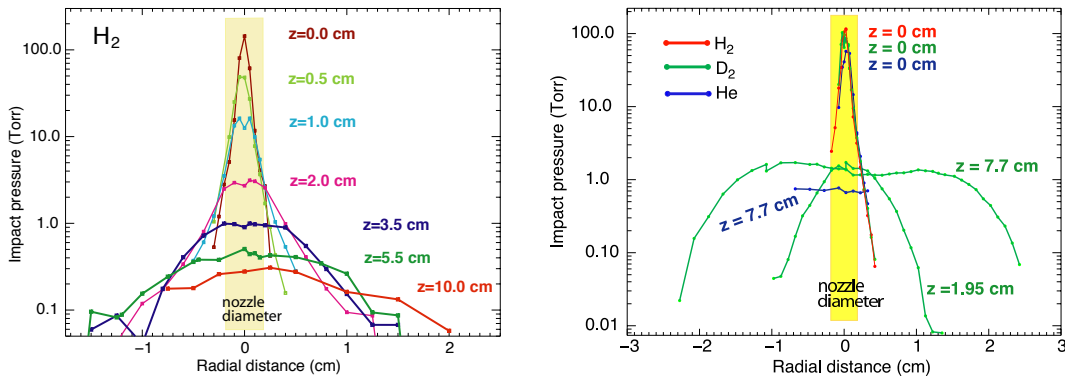 H2
100.0
10.0
1.0
0.1
Impact pressure (Torr)
z=0.0 cm
z=0.5 cm
z=1.0 cm
z=2.0 cm
z=3.5 cm
z=5.5 cm
z=10.0 cm
nozzle
diameter
−1 0 1 2
Radial distance (cm)
100.0
10.0
1.0
0.10
0.01
Impact pressure (Torr)
H2
D2
He
z = 0 cm
z = 0 cm
z = 0 cm
z = 7.7 cm
z = 7.7 cm
z = 1.95 cm
nozzle
diameter
−3 −2 −1 0 1 2 3
Radial distance (cm)